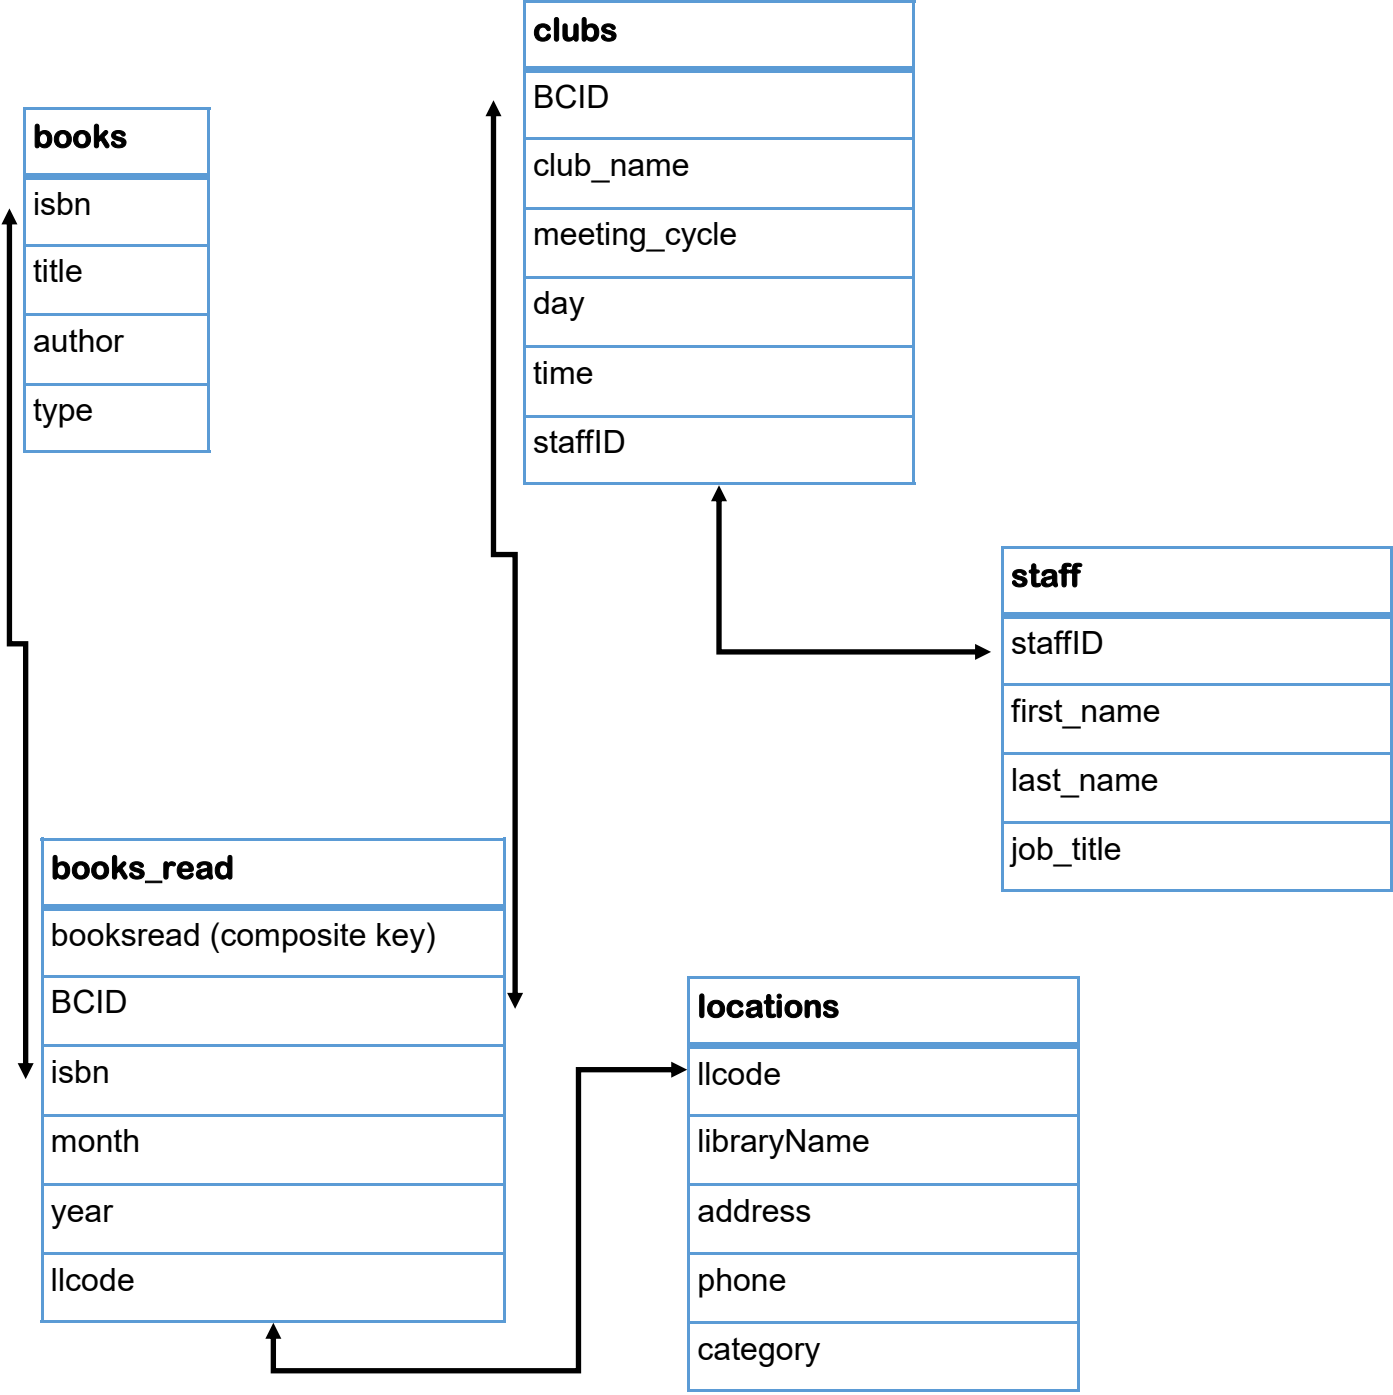 clubs
BCID
club_name
meeting_cycle
day
time
staffID
books
isbn
title
author
type
staff
staffID
first_name
last_name
job_title
books_read
booksread (composite key)
BCID
isbn
month
year
llcode
locations
llcode
libraryName
address
phone
category